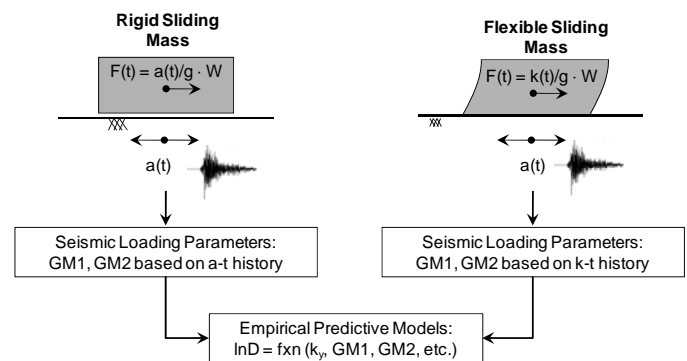 Rigid Sliding
Mass
F(t) = a(t)/g · W
a(t)
Seismic Loading Parameters:
GM1, GM2 based on a-t history
Flexible Sliding
Mass
F(t) = k(t)/g · W
a(t)
Seismic Loading Parameters:
GM1, GM2 based on k-t history
Empirical Predictive Models:
lnD = fxn (ky, GM1, GM2, etc.)